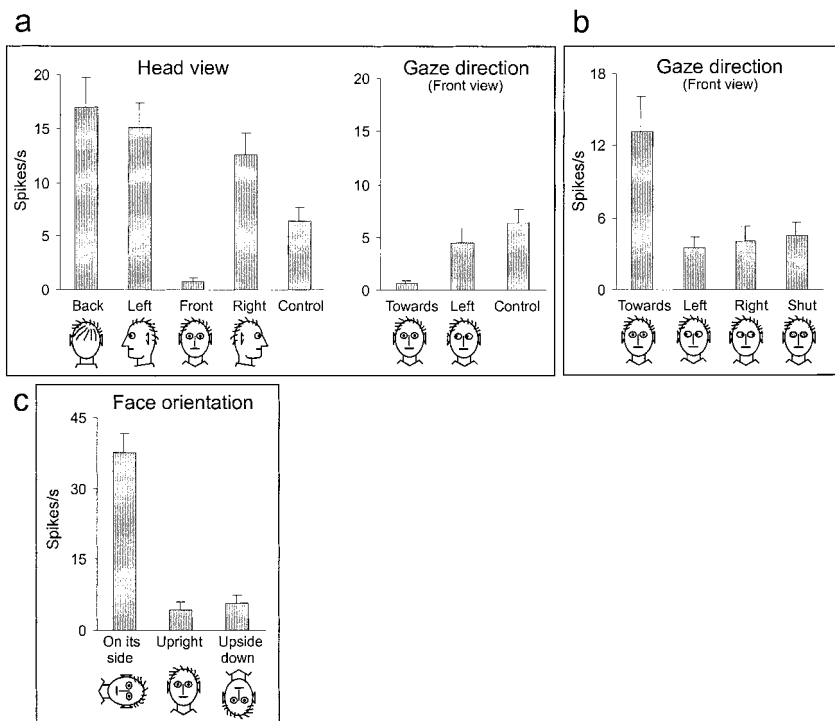 a
Head view
Spikes/s
20
15
10
5
0
Back Left Front Right Control
Gaze direction
(Front view)
20
15
10
5
0
Towards Left Control
b
Gaze direction
(Front view)
Spikes/s
18
12
6
0
Towards Left Right Shut
c
Face orientation
Spikes/s
45
30
15
0
On its Upright Upside
side down